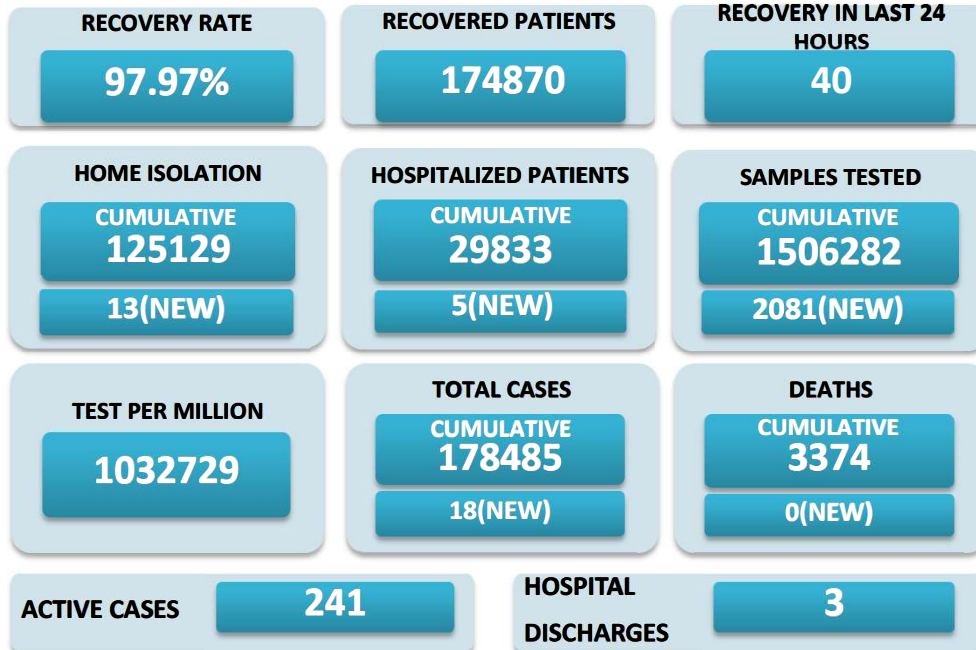 RECOVERY RATE
97.97%
RECOVERED PATIENTS
174870
RECOVERY IN LAST 24
HOURS
40
HOME ISOLATION
CUMULATIVE
125129
13(NEW)
HOSPITALIZED PATIENTS
CUMULATIVE
29833
5(NEW)
SAMPLES TESTED
CUMULATIVE
1506282
2081(NEW)
TEST PER MILLION
1032729
TOTAL CASES
CUMULATIVE
178485
18(NEW)
DEATHS
CUMULATIVE
3374
0(NEW)
ACTIVE CASES
241
HOSPITAL
DISCHARGES
3